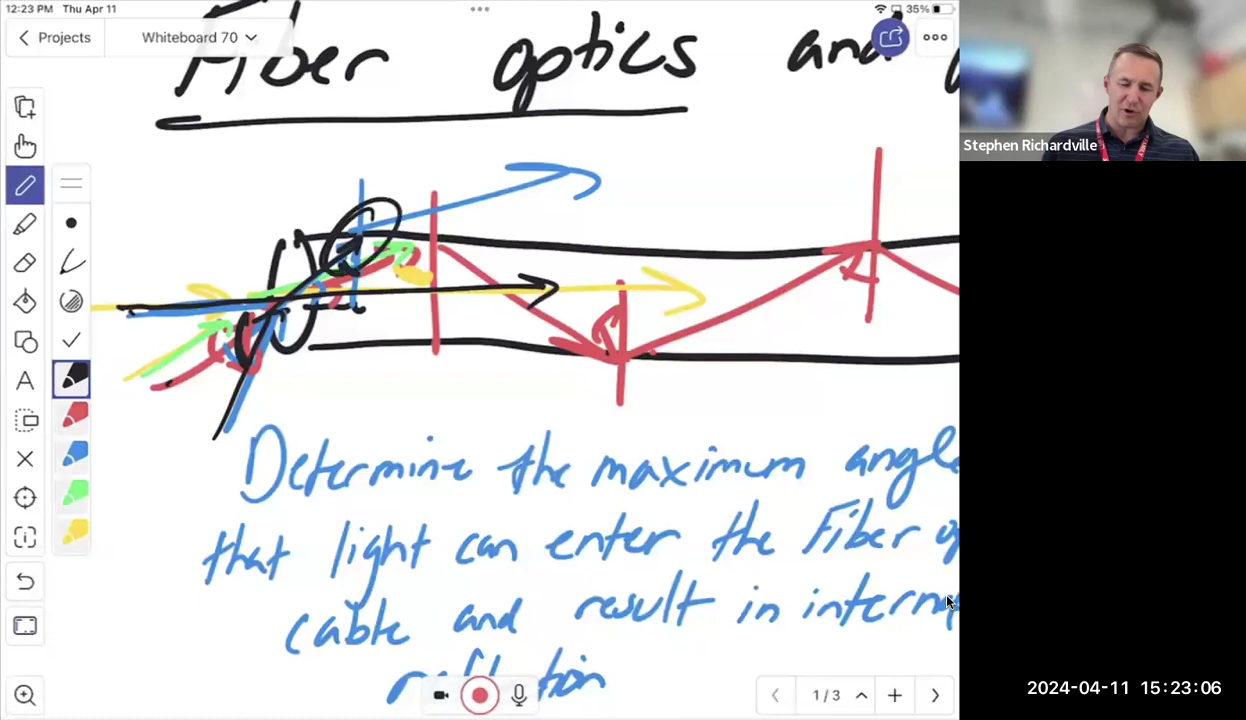 12:23 PM Thu Apr 11
35%
Projects
Whiteboard 70
Fiber optics and
Stephen Richardville
A
Determine the maximum angle
that light can enter the Fiber
cable and result in intern
1/3
2024-04-11 15:23:06